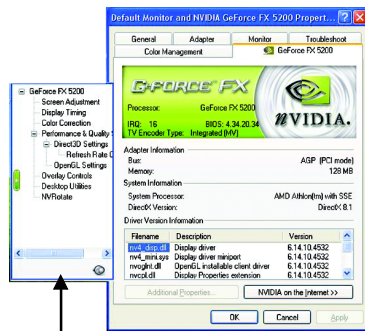 Default Monitor and NVIDIA GeForce FX 5200 Propert...
General Adapter Monitor Troubleshoot
Color Management GeForce FX 5200
GEFORCE FX
Processor: GeForce FX 5200
IRQ: 16 BIOS: 4.34.20.34
TV Encoder Type: Integrated (MV)
NVIDIA.
Adapter Information
Bus: AGP (PCI mode)
Memory: 128 MB
System Information
System Processor: AMD Athlon(tm) with SSE
DirectX Version: DirectX 8.1
Driver Version Information
Filename Description Version
nv4_disp.dll Display driver 6.14.10.4532
nv4_mini.sys Display driver miniport 6.14.10.4532
nvoglnt.dll OpenGL installable client driver 6.14.10.4532
nvcpl.dll Display Properties extension 6.14.10.4532
Additional Properties... NVIDIA on the Internet >>
OK Cancel Apply
GeForce FX 5200
Screen Adjustment
Display Timing
Color Correction
Performance & Quality S
Direct3D Settings
Refresh Rate O
OpenGL Settings
Overlay Controls
Desktop Utilities
NVRotate